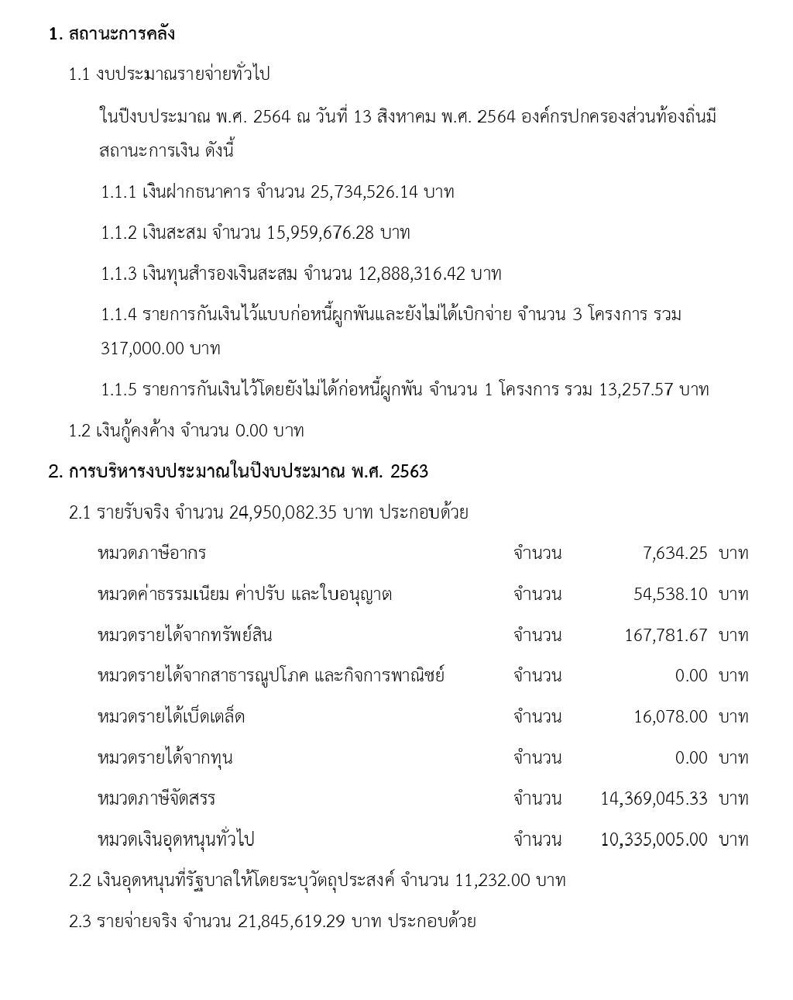 1. สถานะการคลัง
1.1 งบประมาณรายจ่ายทั่วไป
ในปีงบประมาณ พ.ศ. 2564 ณ วันที่ 13 สิงหาคม พ.ศ. 2564 องค์กรปกครองส่วนท้องถิ่นมี
สถานะการเงิน ดังนี้
1.1.1 เงินฝากธนาคาร จำนวน 25,734,526.14 บาท
1.1.2 เงินสะสม จำนวน 15,959,676.28 บาท
1.1.3 เงินทุนสำรองเงินสะสม จำนวน 12,888,316.42 บาท
1.1.4 รายการกันเงินไว้แบบก่อหนี้ผูกพันและยังไม่ได้เบิกจ่าย จำนวน 3 โครงการ รวม
317,000.00 บาท
1.1.5 รายการกันเงินไว้โดยยังไม่ได้ก่อหนี้ผูกพัน จำนวน 1 โครงการ รวม 13,257.57 บาท
1.2 เงินกู้คงค้าง จำนวน 0.00 บาท
2. การบริหารงบประมาณในปีงบประมาณ พ.ศ. 2563
2.1 รายรับจริง จำนวน 24,950,082.35 บาท ประกอบด้วย
หมวดภาษีอากร จำนวน 7,634.25 บาท
หมวดค่าธรรมเนียม ค่าปรับ และใบอนุญาต จำนวน 54,538.10 บาท
หมวดรายได้จากทรัพย์สิน จำนวน 167,781.67 บาท
หมวดรายได้จากสาธารณูปโภค และกิจการพาณิชย์ จำนวน 0.00 บาท
หมวดรายได้เบ็ดเตล็ด จำนวน 16,078.00 บาท
หมวดรายได้จากทุน จำนวน 0.00 บาท
หมวดภาษีจัดสรร จำนวน 14,369,045.33 บาท
หมวดเงินอุดหนุนทั่วไป จำนวน 10,335,005.00 บาท
2.2 เงินอุดหนุนที่รัฐบาลให้โดยระบุวัตถุประสงค์ จำนวน 11,232.00 บาท
2.3 รายจ่ายจริง จำนวน 21,845,619.29 บาท ประกอบด้วย